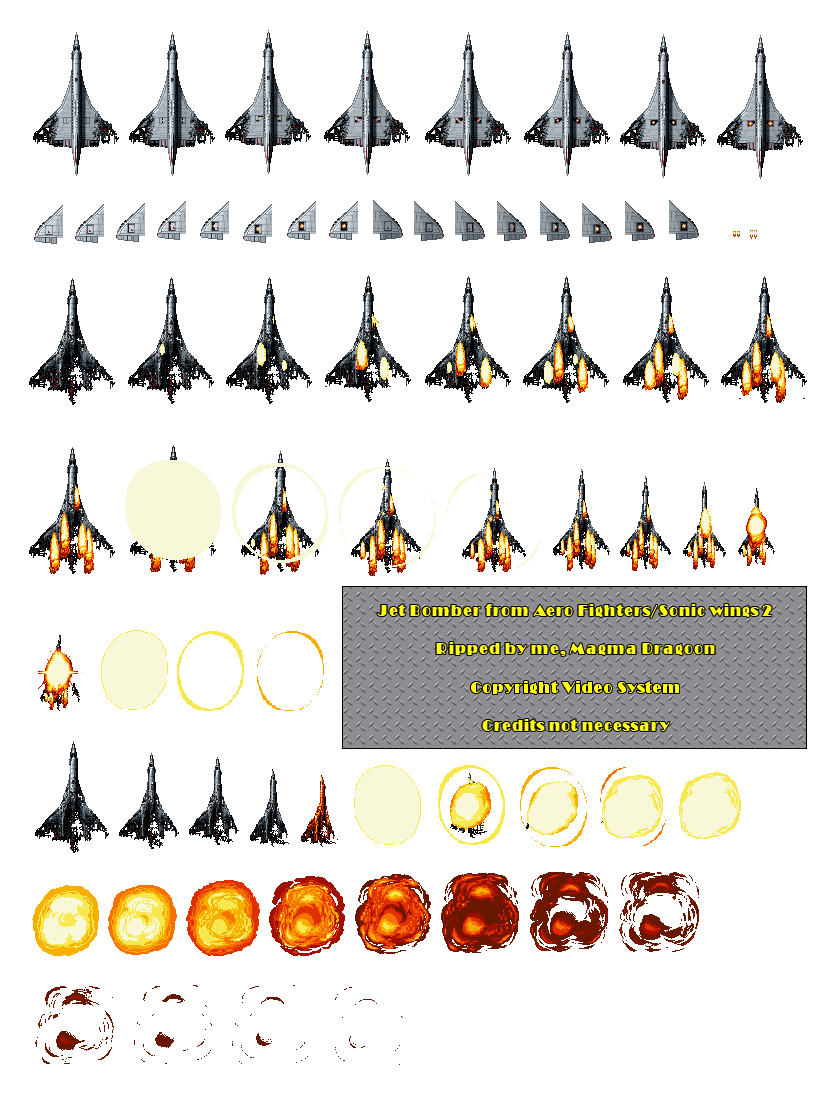 Jet Bomber from Aero Fighters/Sonic wings 2
Ripped by me, Magma Dragoon
Copyright Video System
Credits not necessary